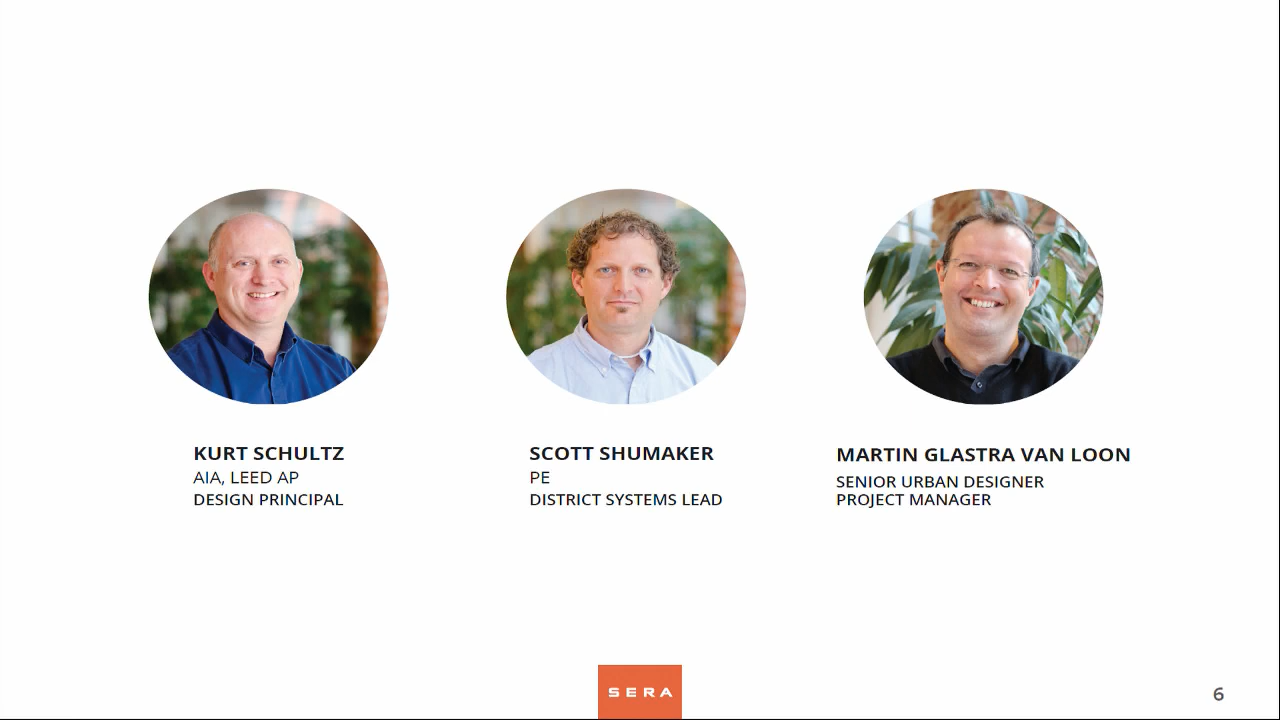 KURT SCHULTZ
AIA, LEED AP
DESIGN PRINCIPAL
SCOTT SHUMAKER
PE
DISTRICT SYSTEMS LEAD
MARTIN GLASTRA VAN LOON
SENIOR URBAN DESIGNER
PROJECT MANAGER
SERA
6